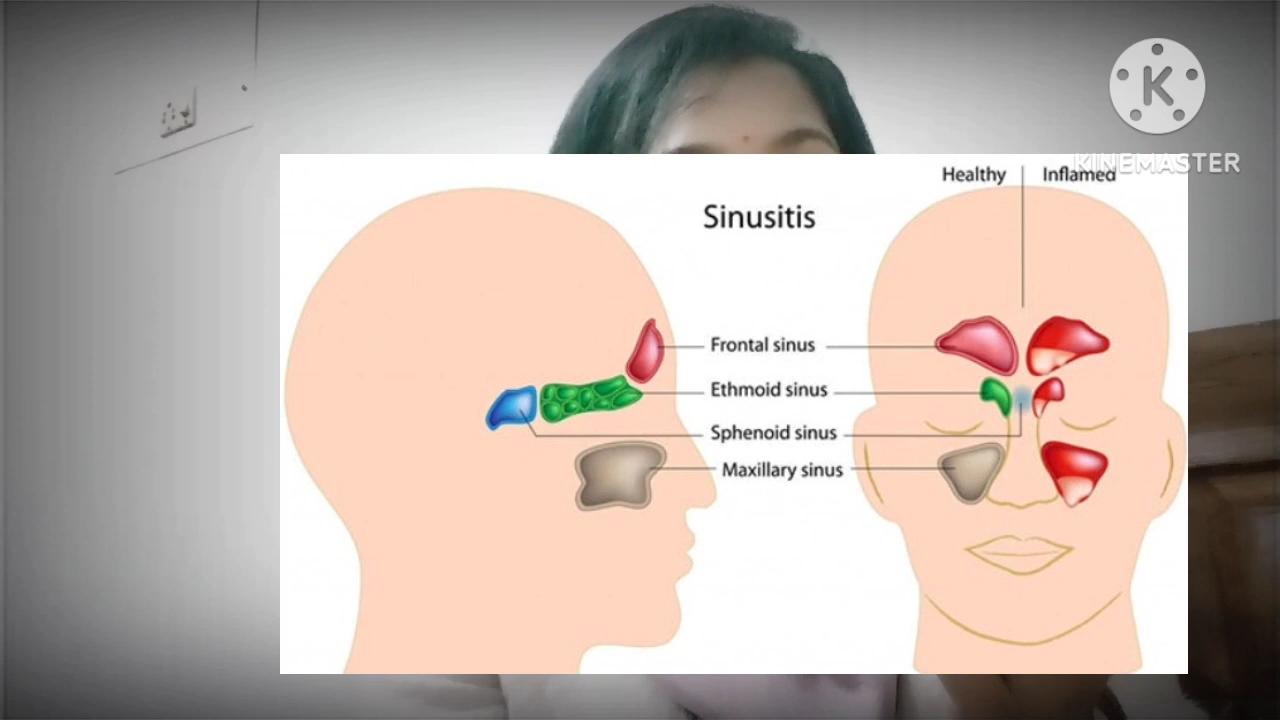 K
KINEMASTER
Healthy
Inflamed
Sinusitis
Frontal sinus
Ethmoid sinus
Sphenoid sinus
Maxillary sinus